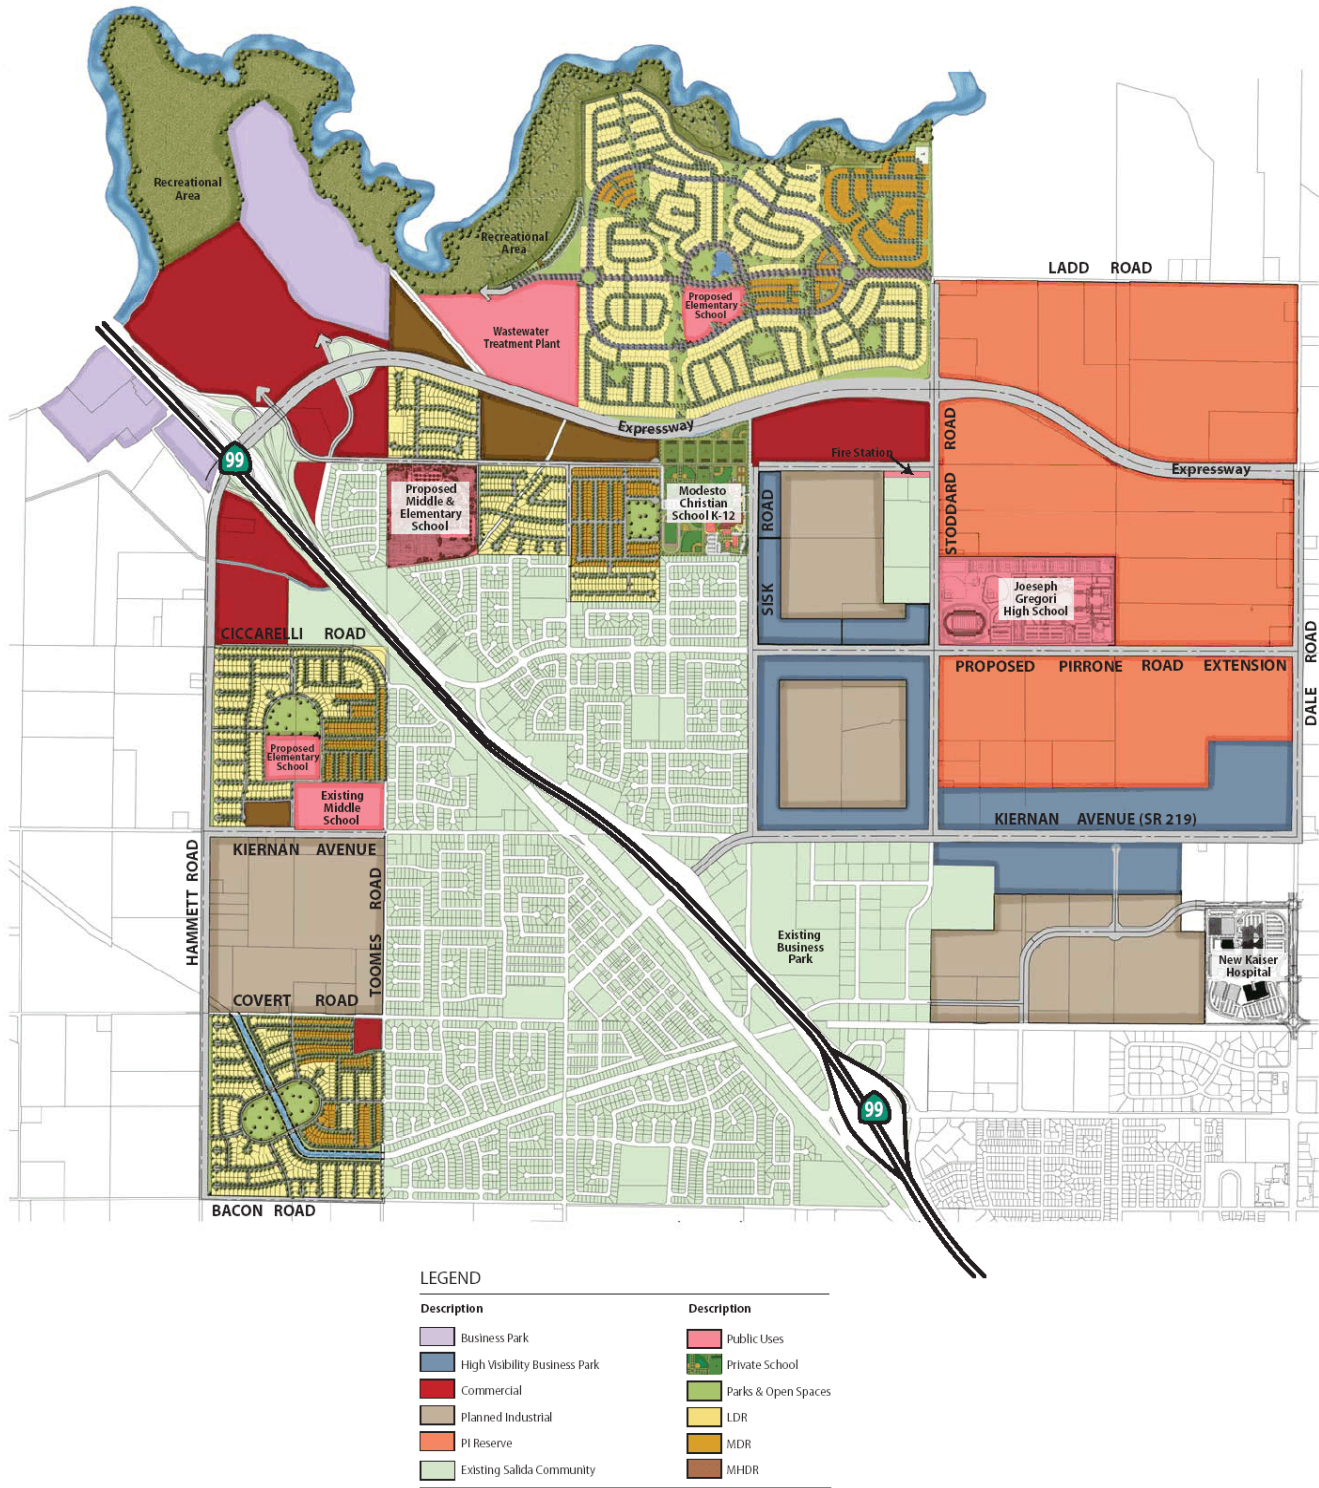 Recreational
Area
Recreational
Area
LADD ROAD
Proposed
Elementary
School
Wastewater
Treatment Plant
Expressway
ROAD
STODDARD
Fire Station
Expressway
99
Proposed
Middle &
Elementary
School
Modesto
Christian
School K-12
ROAD
SISK
Joeseph
Gregori
High School
CICCARELLI ROAD
PROPOSED PIRRONE ROAD EXTENSION
ROAD
DALE
Proposed
Elementary
School
Existing
Middle
School
KIERNAN AVENUE (SR 219)
KIERNAN AVENUE
HAMMETT ROAD
ROAD
TOOMES
Existing
Business
Park
New Kaiser
Hospital
COVERT ROAD
99
BACON ROAD
LEGEND
Description
Business Park
High Visibility Business Park
Commercial
Planned Industrial
PI Reserve
Existing Salida Community
Description
Public Uses
Private School
Parks & Open Spaces
LDR
MDR
MHDR